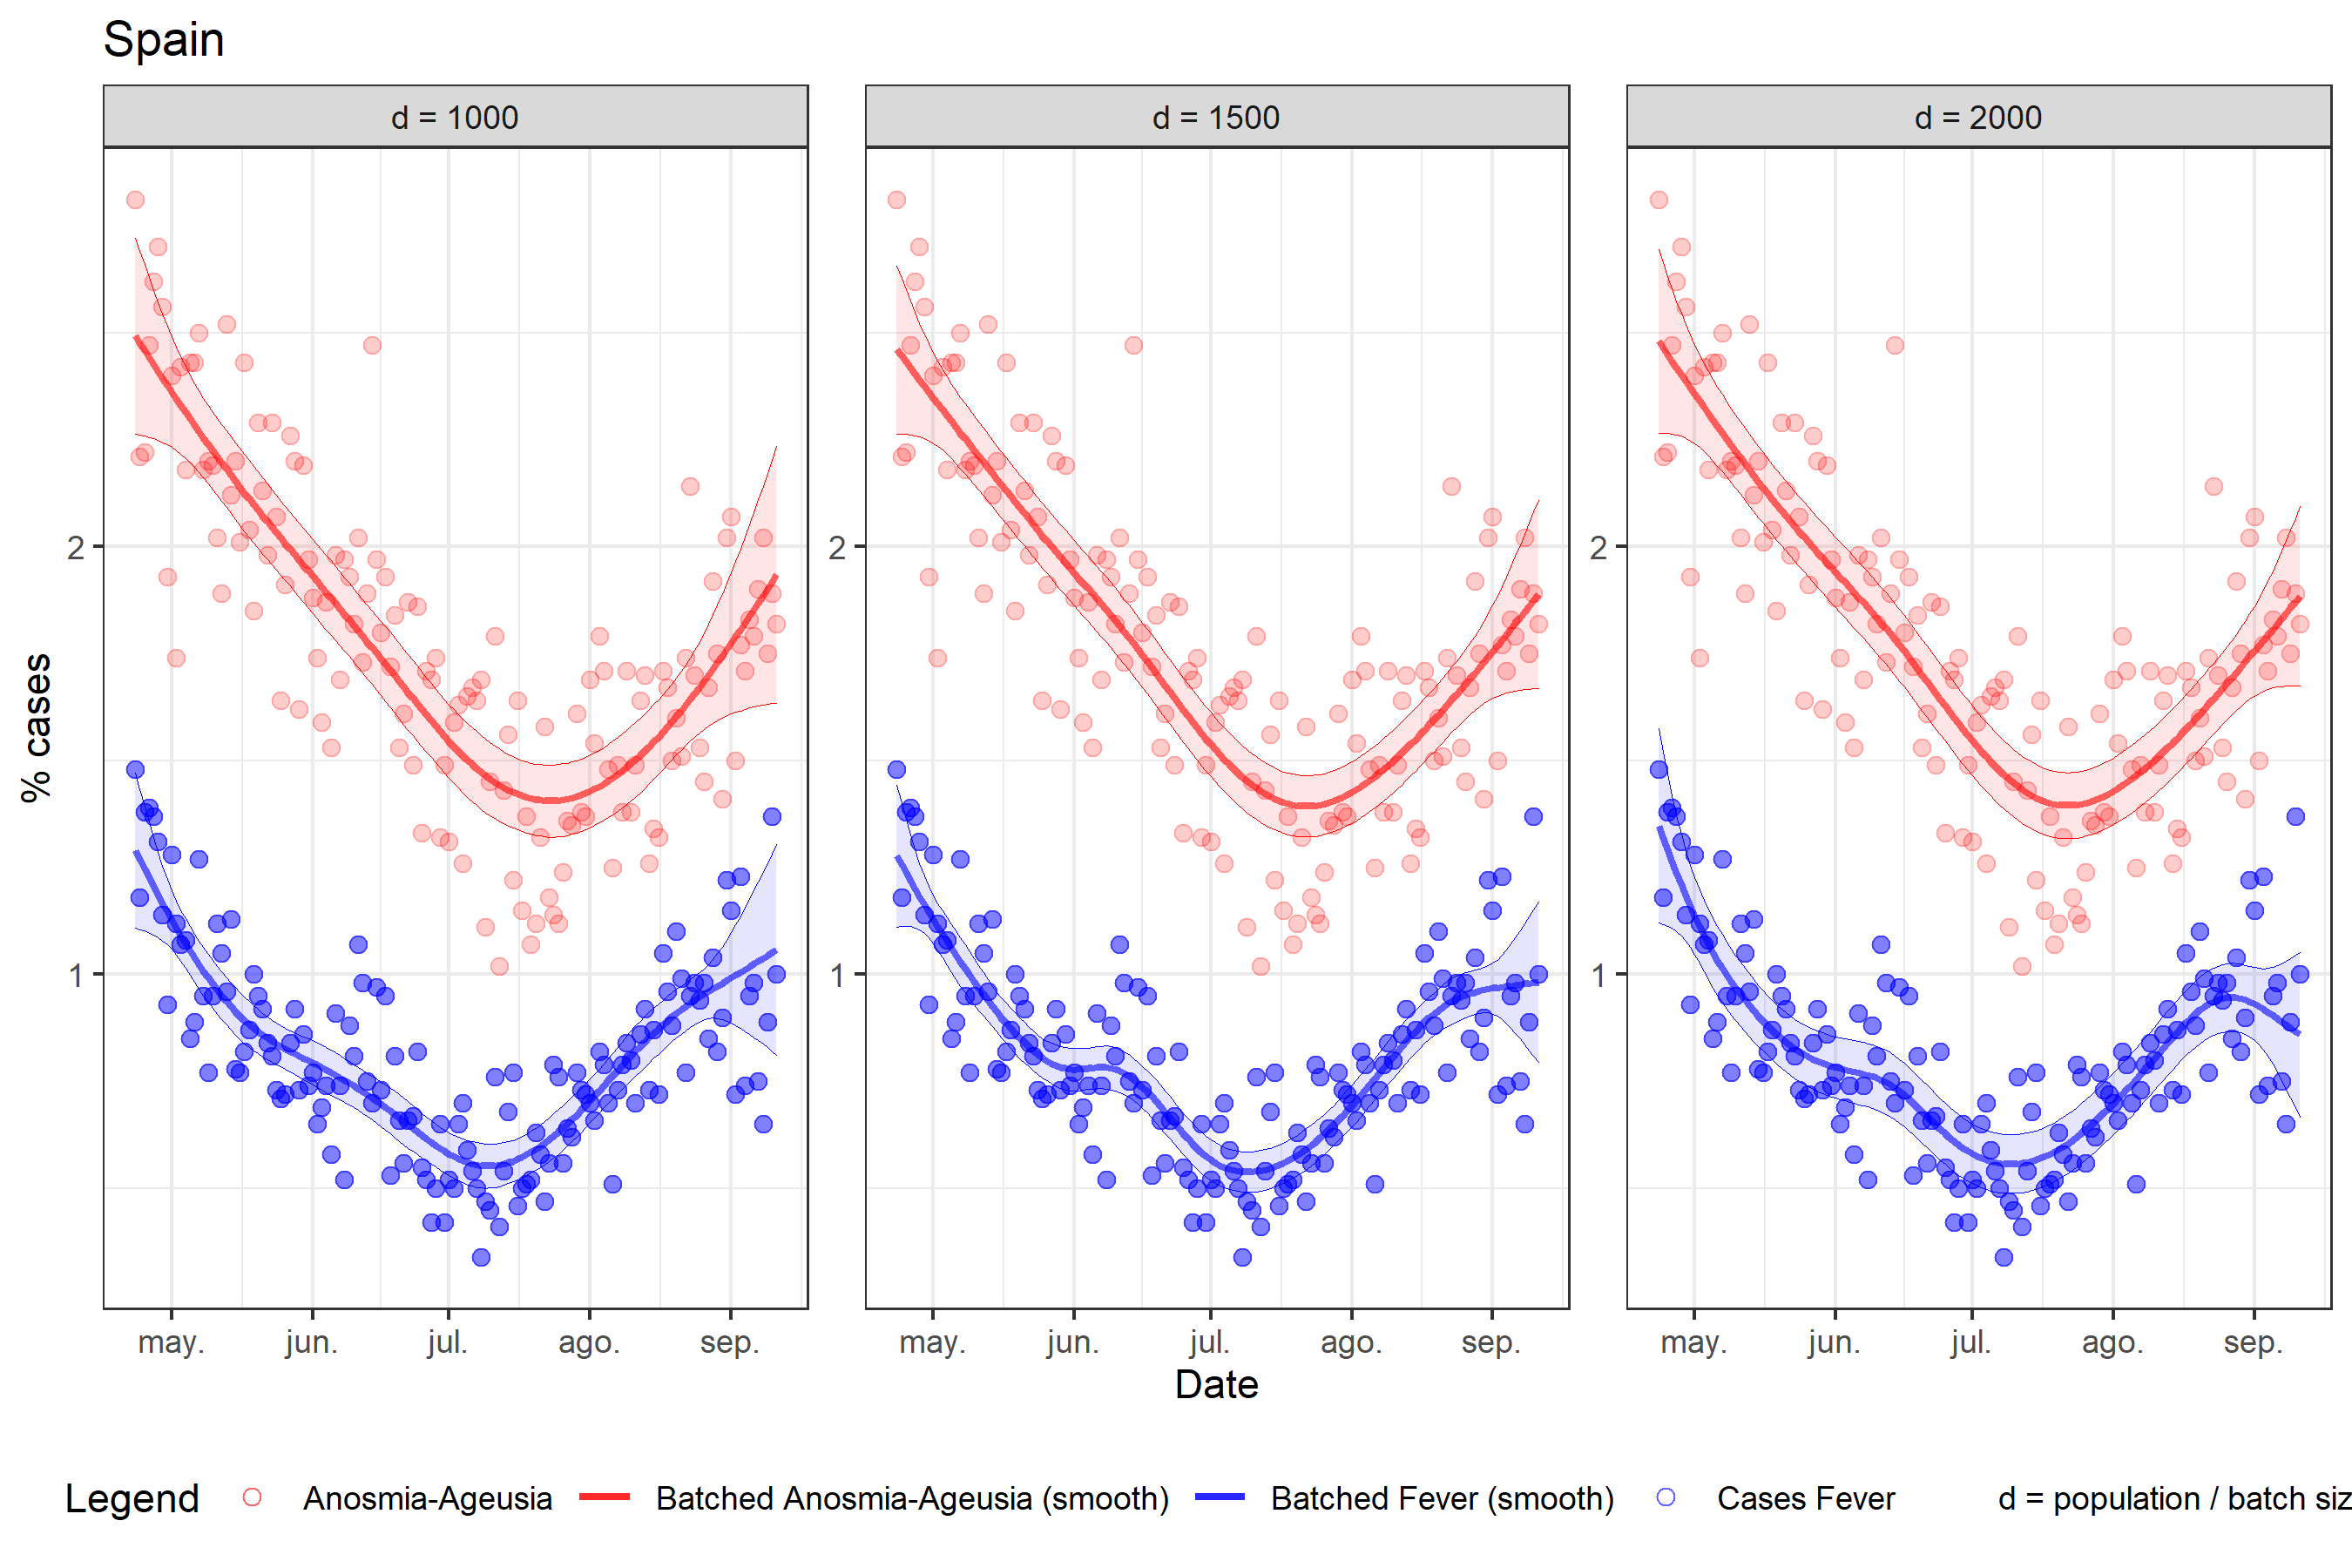 Spain
d = 1000
d = 1500
d = 2000
% cases
2
1
2
1
2
1
may. jun. jul. ago. sep.
may. jun. jul. ago. sep.
may. jun. jul. ago. sep.
Date
Legend Anosmia-Ageusia Batched Anosmia-Ageusia (smooth) Batched Fever (smooth) Cases Fever d = population / batch siz